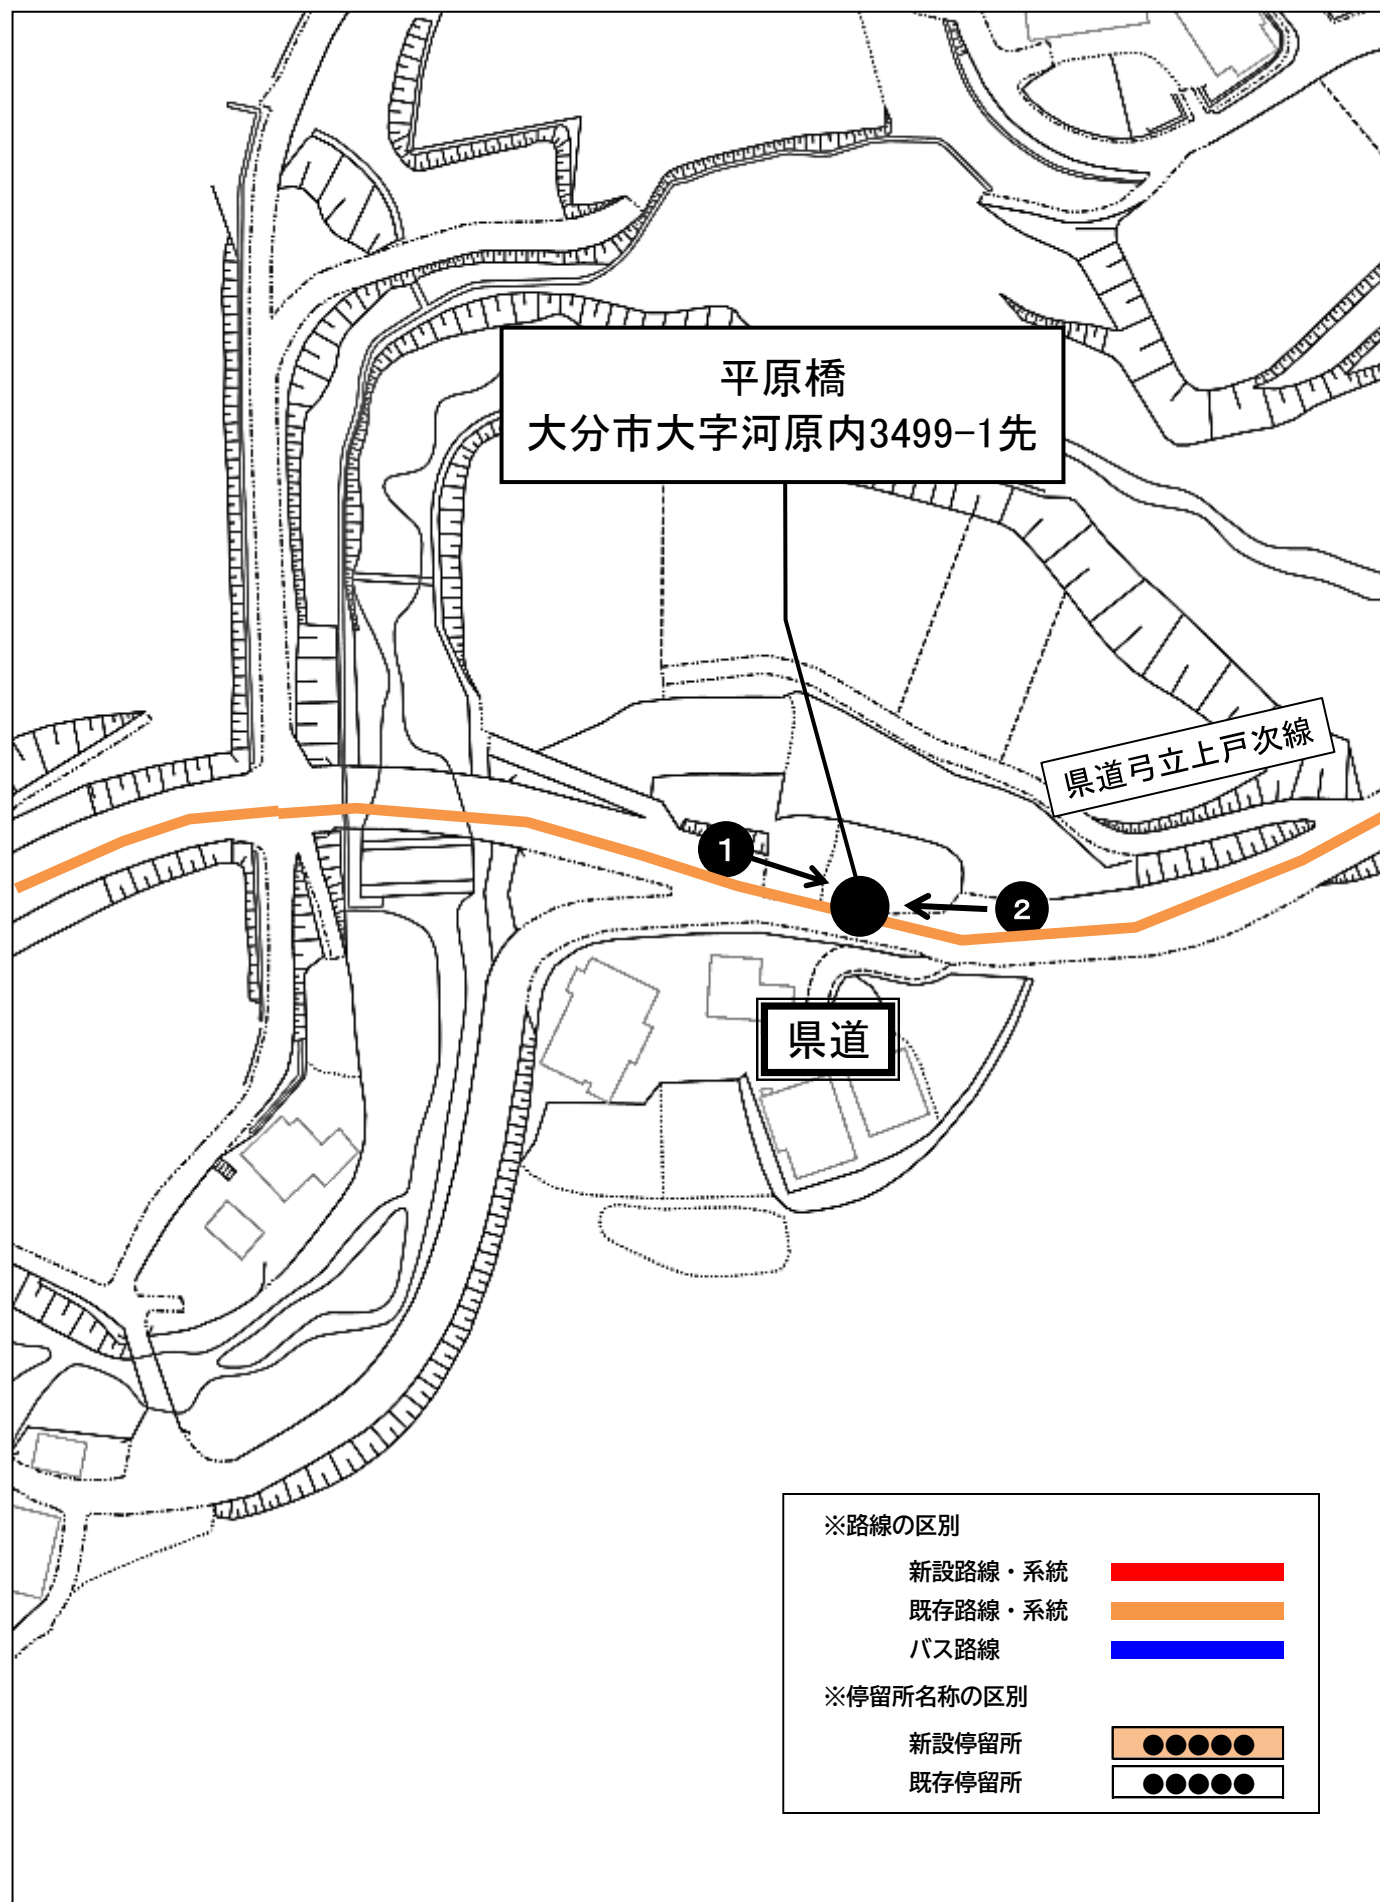 平原橋
大分市大字河原内3499−1先
県道弓立上戸次線
1
2
県道
※路線の区別
新設路線・系統
既存路線・系統
バス路線
※停留所名称の区別
新設停留所 ●●●●●
既存停留所 ●●●●●